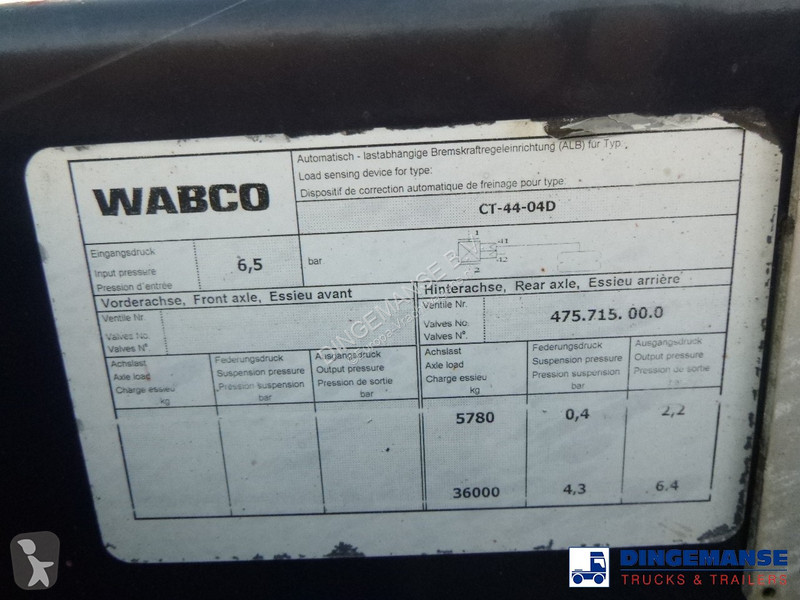 WABCO
Automatisch - lastabhängige Bremskraftregeleinrichtung (ALB) für Typ:
Load sensing device for type:
Dispositif de correction automatique de freinage pour type:
CT-44-04D
Eingangsdruck
Input pressure
Pression d'entrée
6,5
bar
1
2
Vorderachse, Front axle, Essieu avant
Hinterachse, Rear axle, Essieu arrière
Ventile Nr.
Valves No.
Valves N°
Ventile Nr.
Valves No.
Valves N°
475.715. 00.0
Achslast
Axle load
Charge essieu
kg
Federungsdruck
Suspension pressure
Pression suspension
bar
Ausgangsdruck
Output pressure
Pression de sortie
bar
Achslast
Axle load
Charge essieu
kg
Federungsdruck
Suspension pressure
Pression suspension
bar
Ausgangsdruck
Output pressure
Pression de sortie
bar
5780 0,4 2,2
36000 4,3 6,4
DINGEMANSE
TRUCKS & TRAILERS